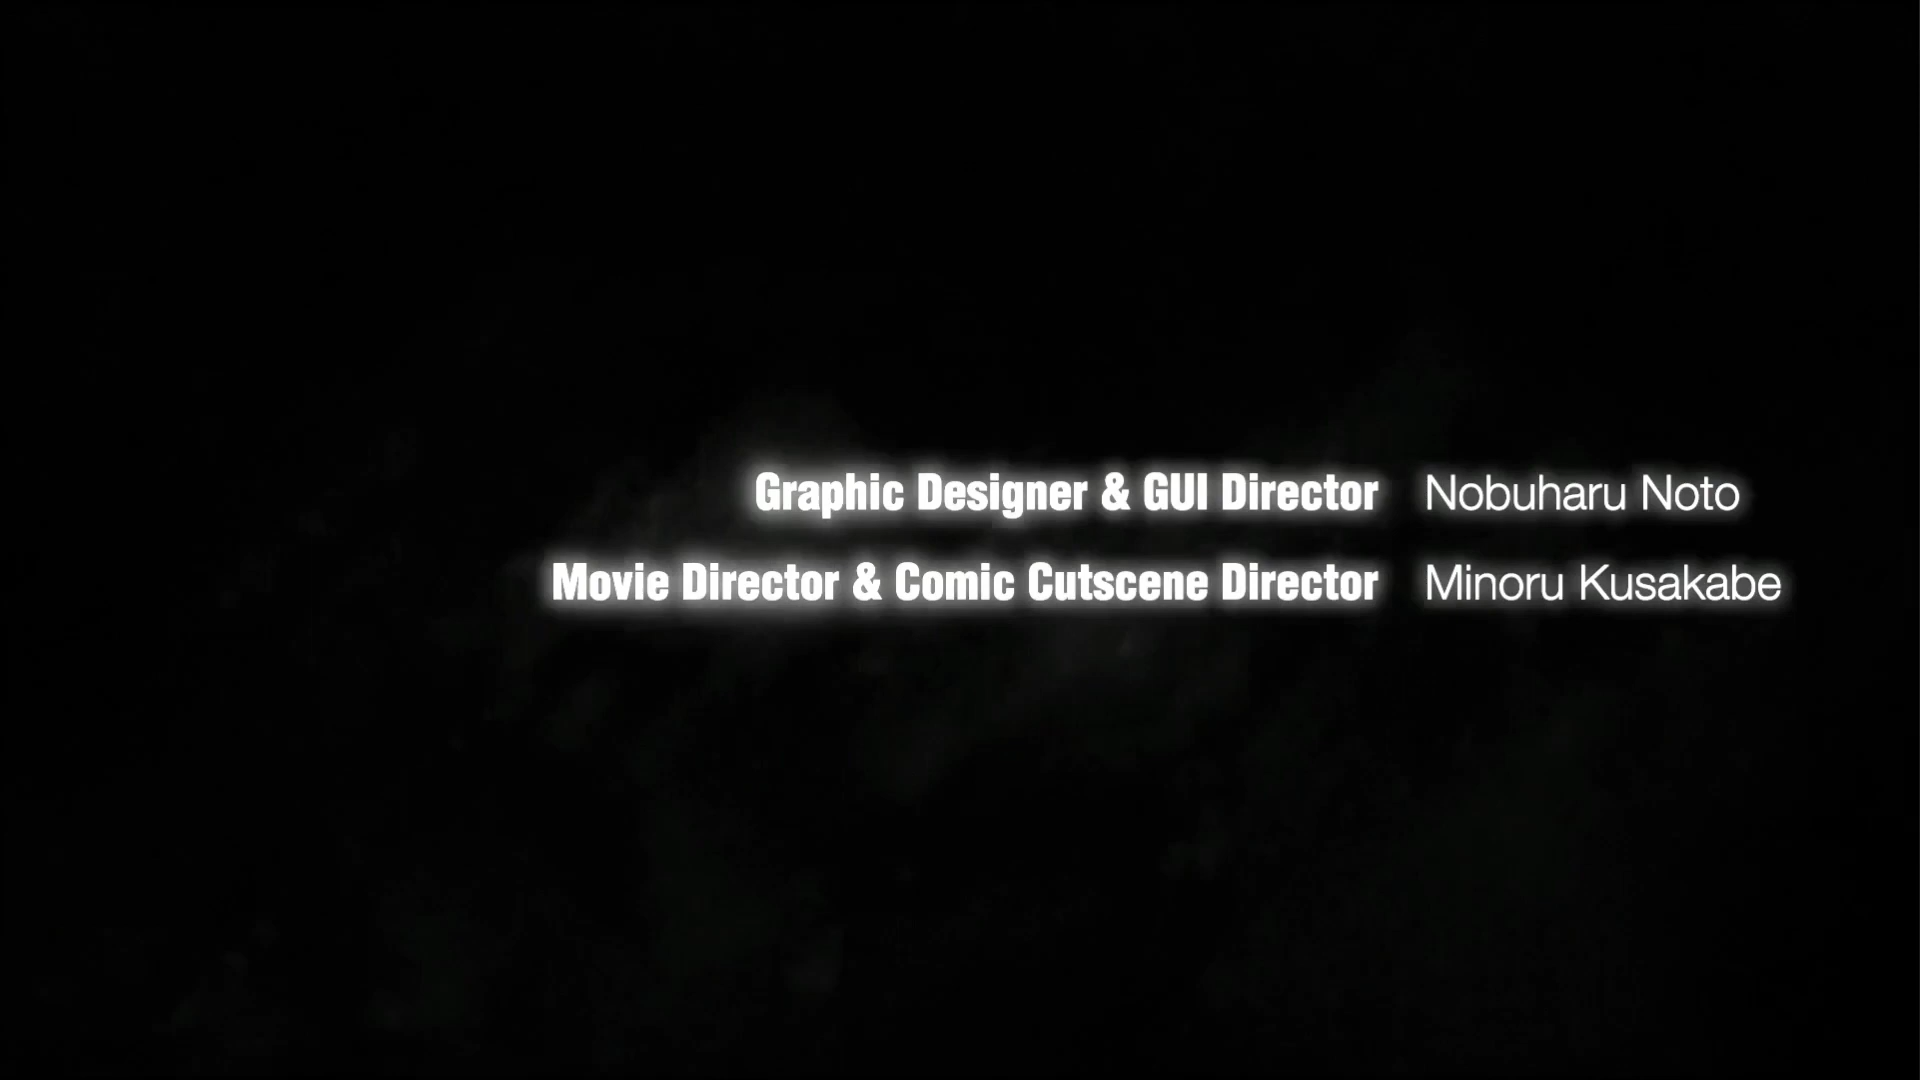 Graphic Designer & GUI Director Nobuharu Noto
Movie Director & Comic Cutscene Director Minoru Kusakabe